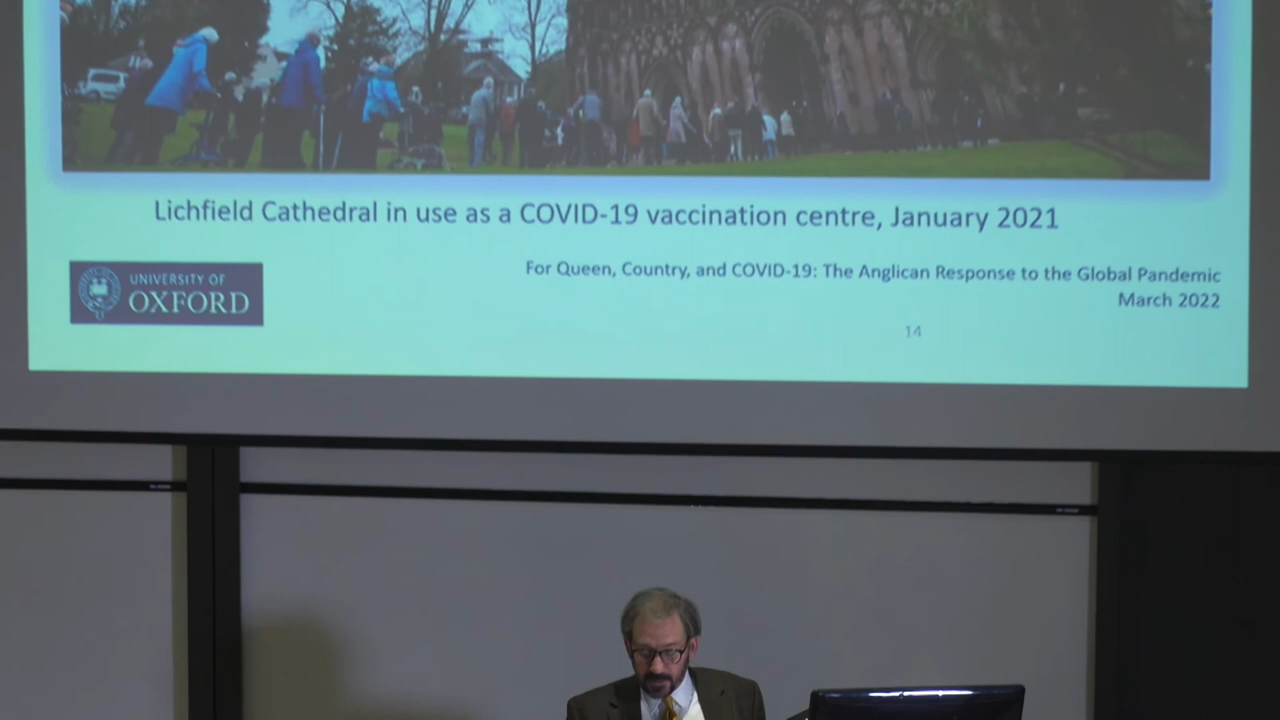 Lichfield Cathedral in use as a COVID-19 vaccination centre, January 2021
UNIVERSITY OF
OXFORD
For Queen, Country, and COVID-19: The Anglican Response to the Global Pandemic
March 2022
14